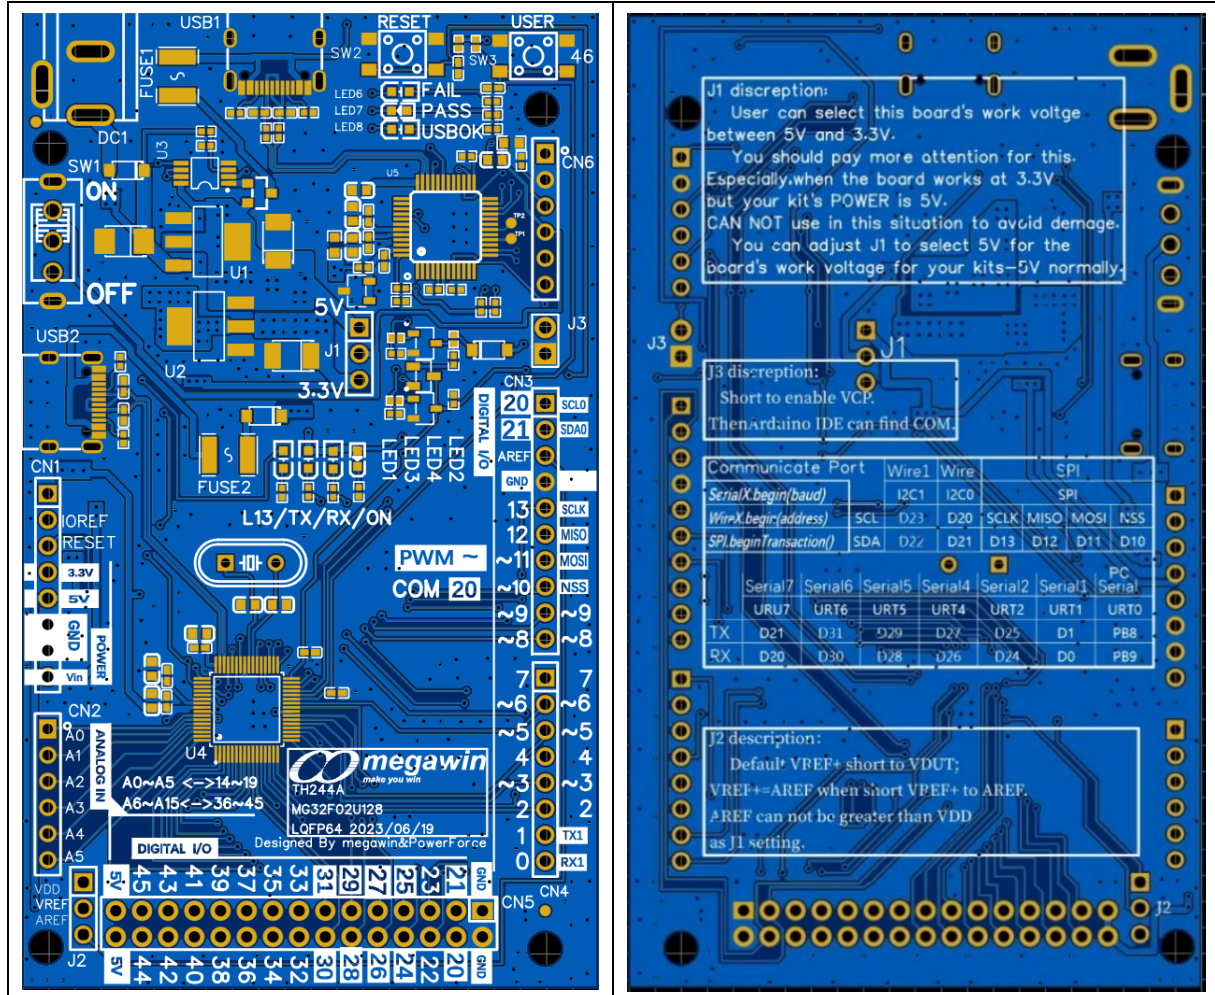 USB1
RESET
USER
FUSE1
SW2
SW3
46
LED6 FAIL
LED7 PASS
LED8 USBOK
DC1
U3
CN6
SW1
U5
ON
TP2
TP1
U1
OFF
5V
USB2
J3
J1
U2
3.3V
CN3
DIGITAL I/O
20 SCL0
21 SDA0
AREF
GND
LED1
LED3
LED4
LED2
CN1
FUSE2
L13/TX/RX/ON
13 SCLK
12 MISO
IOREF
RESET
PWM ~
~11 MOSI
3.3V
COM 20
~10 NSS
5V
~9 ~9
GND
~8 ~8
POWER
Vin
7 7
CN2
~6 ~6
A0
U4
~5 ~5
A1
ANALOG IN
megawin
make you win
4 4
A2
A0~A5 <->14~19
TH244A
~3 ~3
A3
A6~A15<->36~45
MG32F02U128
2 2
A4
LQFP64 2023/06/19
1 TX1
A5
DIGITAL I/O
Designed By megawin&PowerForce
0 RX1
VDD
VREF
AREF
5V 45 43 41 39 37 35 33 31 29 27 25 23 21 GND
CN5
CN4
J2
5V 44 42 40 38 36 34 32 30 28 26 24 22 20 GND
J1 discreption:
User can select this board's work voltge
between 5V and 3.3V.
You should pay more attention for this.
Especially.when the board works at 3.3V
but your kit's POWER is 5V.
CAN NOT use in this situation to avoid damage.
You can adjust J1 to select 5V for the
board's work voltage for your kits-5V normally.
J3
J1
J3 discreption:
Short to enable VCP.
ThenArduino IDE can find COM.
Communicate Port Wire1 Wire SPI
SerialX.begin(baud) I2C1 I2C0 SPI
WireX.begin(address) SCL D23 D20 SCLK MISO MOSI NSS
SPI.beginTransaction() SDA D22 D21 D13 D12 D11 D10
PC
Serial7 Serial6 Serial5 Serial4 Serial2 Serial1 Serial
URU7 URT6 URT5 URT4 URT2 URT1 URT0
TX D21 D31 D29 D27 D25 D1 PB8
RX D20 D30 D28 D26 D24 D0 PB9
J2 description:
Default VREF+ short to VDUT;
VREF+=AREF when short VREF+ to AREF.
AREF can not be greater than VDD
as J1 setting.
J2